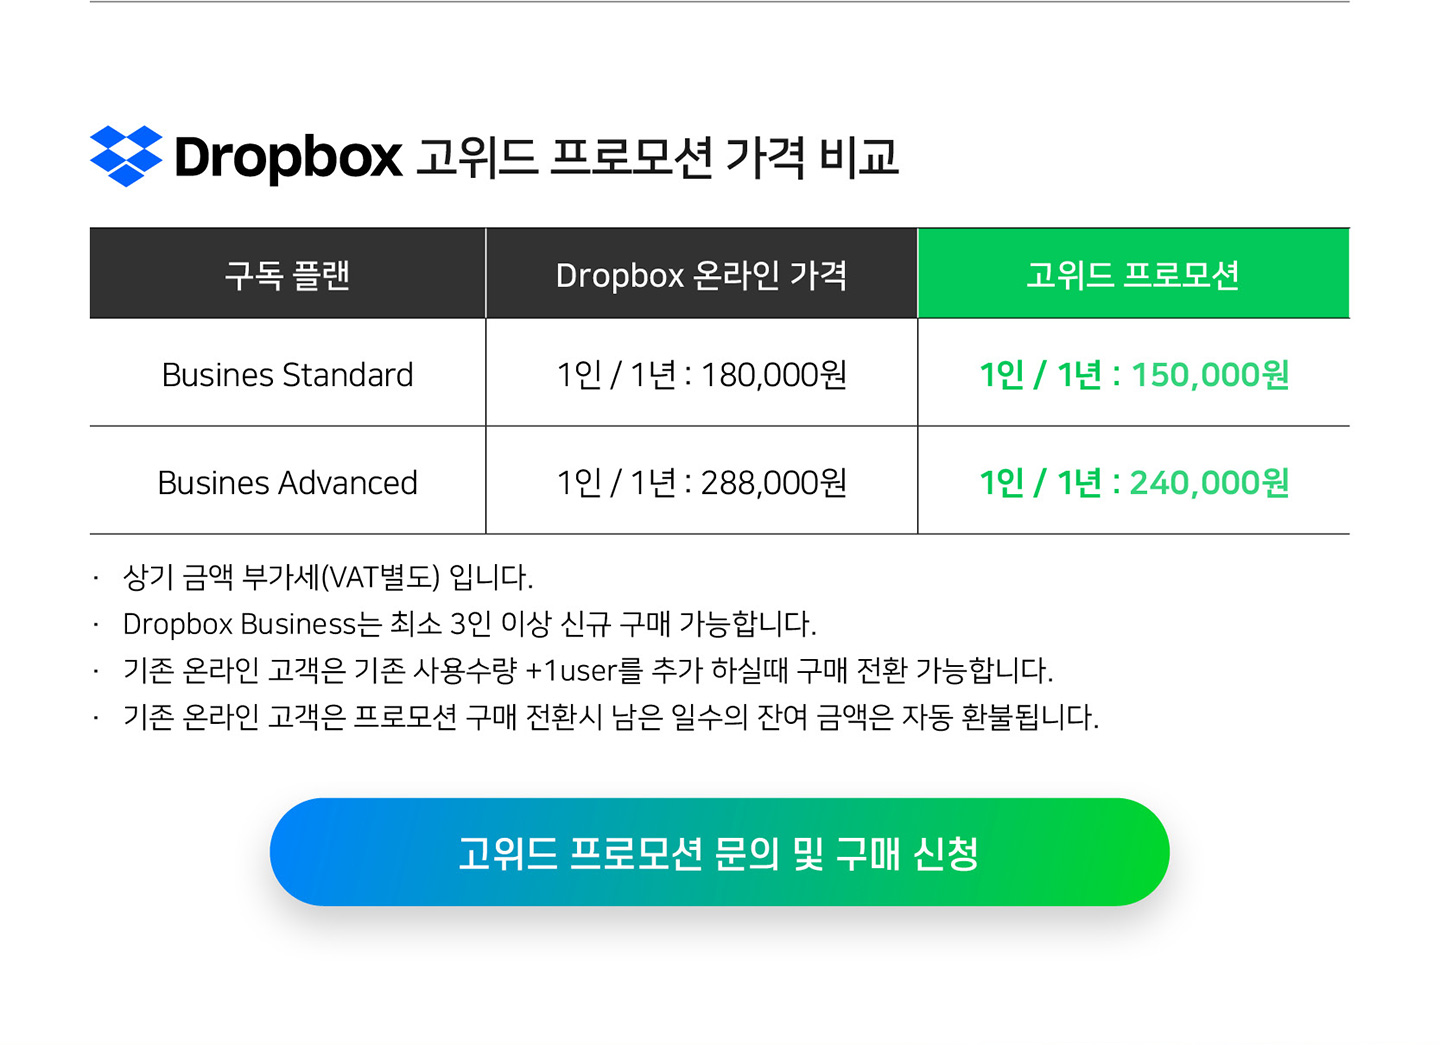 Dropbox 고위드 프로모션 가격 비교
구독 플랜 Dropbox 온라인 가격 고위드 프로모션
Busines Standard 1인 / 1년 : 180,000원 1인 / 1년 : 150,000원
Busines Advanced 1인 / 1년 : 288,000원 1인 / 1년 : 240,000원
· 상기 금액 부가세(VAT별도) 입니다.
· Dropbox Business는 최소 3인 이상 신규 구매 가능합니다.
· 기존 온라인 고객은 기존 사용수량 +1user를 추가 하실때 구매 전환 가능합니다.
· 기존 온라인 고객은 프로모션 구매 전환시 남은 일수의 잔여 금액은 자동 환불됩니다.
고위드 프로모션 문의 및 구매 신청